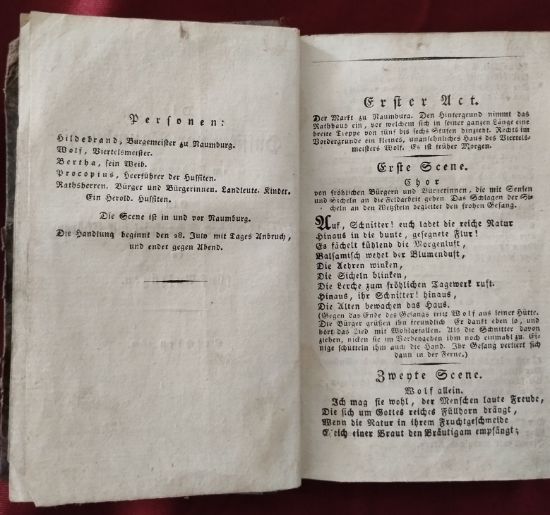 Personen:
Hildebrand, Burgemeister zu Naumburg.
Wolf, Viertelsmeister.
Bertha, sein Weib.
Procopius, Heerführer der Hussiten.
Rathsherren. Bürger und Bürgerinnen. Landleute. Kinder.
Ein Herold. Hussiten.
Die Scene ist in und vor Naumburg.
Die Handlung beginnt den 28. July mit Tages Anbruch,
und endet gegen Abend.
Erster Act.
Der Markt zu Naumburg. Den Hintergrund nimmt das
Rathhaus ein, vor welchem sich in seiner ganzen Länge eine
breite Treppe von fünf bis sechs Stufen hinzieht. Rechts im
Vordergrunde ein kleines, unansehnliches Haus des Viertels-
meisters Wolf. Es ist früher Morgen.
Erste Scene.
Chor
von fröhlichen Bürgern und Bürgerinnen, die mit Sensen
und Sicheln an die Feldarbeit gehen. Das Schlagen der Si-
cheln an den Wetzstein begleitet den frohen Gesang.
Auf, Schnitter! euch ladet die reiche Natur
Hinaus in die bunte, gesegnete Flur!
Es fächelt kühlend die Morgenluft,
Balsamisch wehet der Blumenduft,
Die Aehren winken,
Die Sicheln blinken,
Die Lerche zum fröhlichen Tagewerk ruft.
Hinaus, ihr Schnitter! hinaus,
Die Alten bewachen das Haus.
(Gegen das Ende des Gesangs tritt Wolf aus seiner Hütte.
Die Bürger grüßen ihn freundlich. Er dankt eben so, und
hört das Lied mit Wohlgefallen. Als die Schnitter davon
ziehen, nicken sie im Vorbeygehen ihm noch einmahl zu. Ei-
nige schütteln ihm auch die Hand. Ihr Gesang verliert sich
dann in der Ferne.)
Zweyte Scene.
Wolf allein.
Ich mag sie wohl, der Menschen laute Freude,
Die sich um Gottes reiches Füllhorn drängt,
Wenn die Natur in ihrem Fruchtgeschmeide
Gleich einer Braut den Bräutigam empfängt;